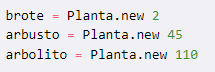 brote = Planta.new 2
arbusto = Planta.new 45
arbolito = Planta.new 110